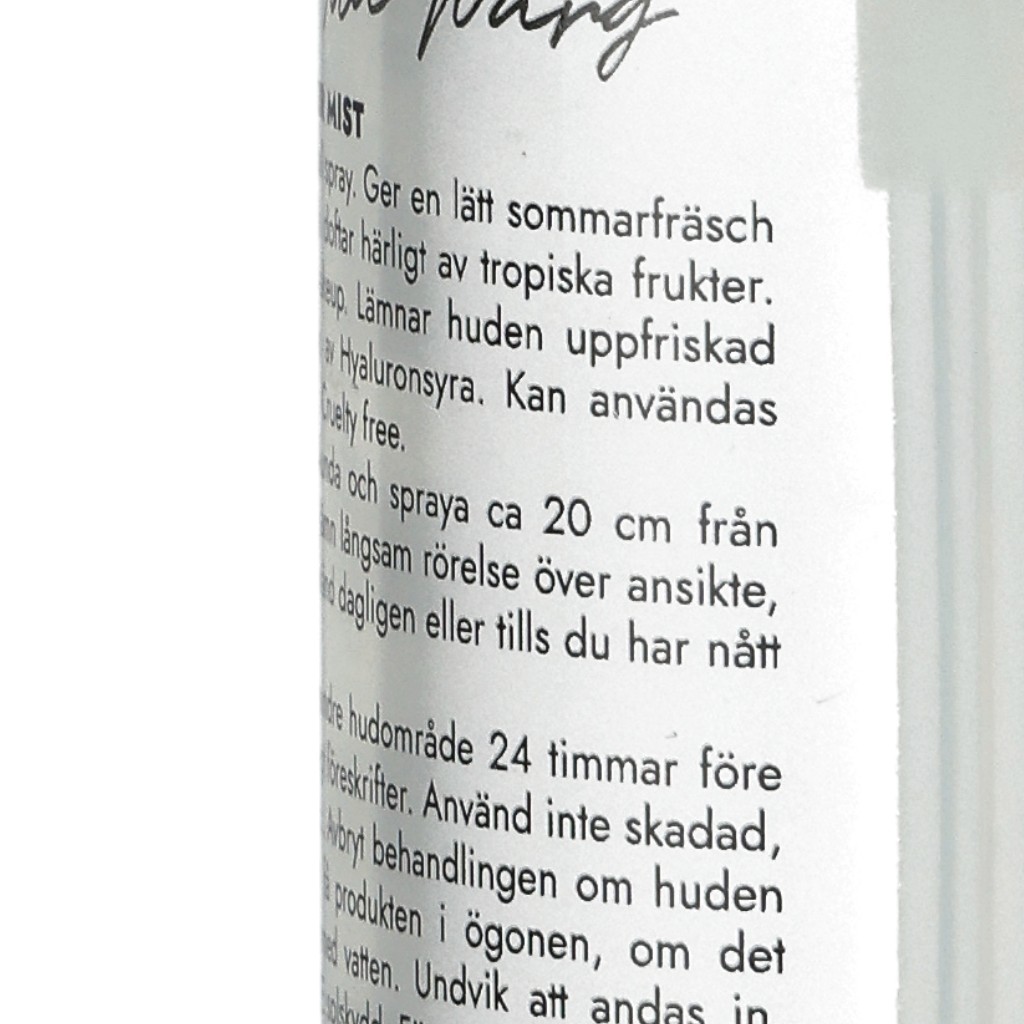 MIST
spray. Ger en lätt sommarfräsch
doftar härligt av tropiska frukter.
Lämnar huden uppfriskad
av Hyaluronsyra. Kan användas
Cruelty free.
och spraya ca 20 cm från
långsam rörelse över ansikte,
dagligen eller tills du har nått
hudområde 24 timmar före
föreskrifter. Använd inte skadad,
Avbryt behandlingen om huden
produkten i ögonen, om det
vatten. Undvik att andas in